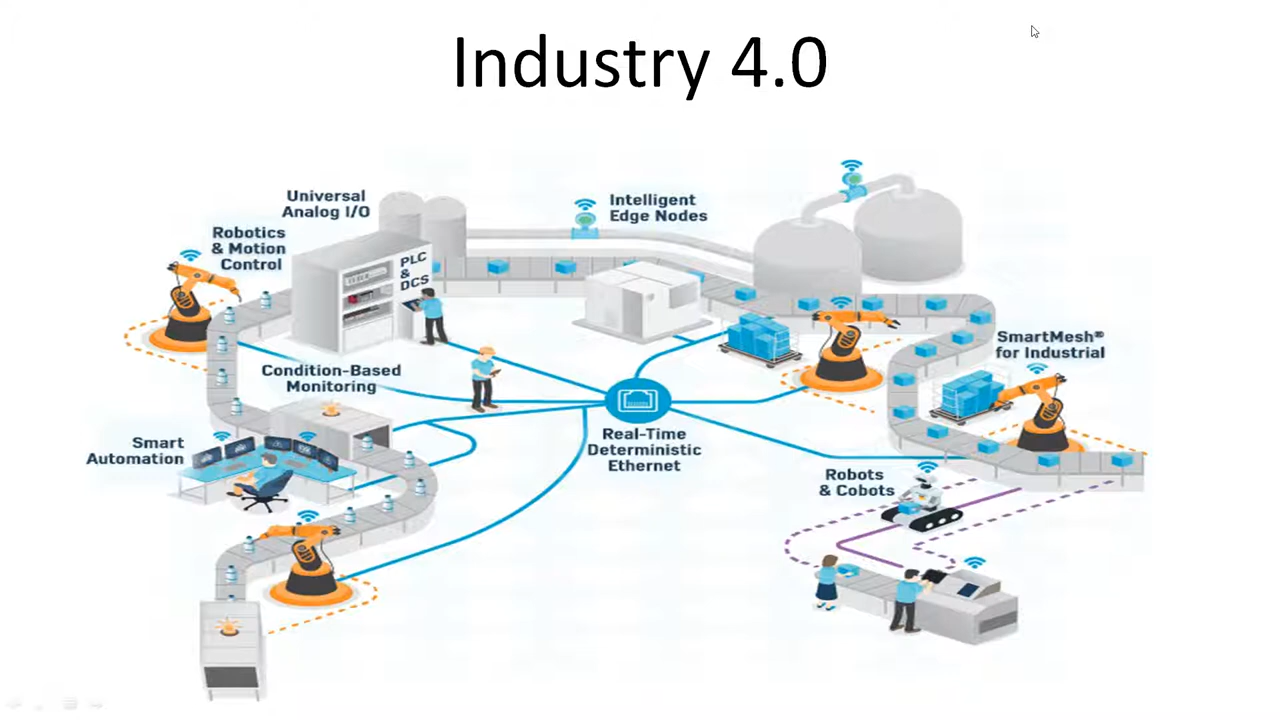 Industry 4.0
Universal
Analog I/O
Intelligent
Edge Nodes
Robotics
& Motion
Control
PLC
&
DCS
SmartMesh®
for Industrial
Condition-Based
Monitoring
Smart
Automation
Real-Time
Deterministic
Ethernet
Robots
& Cobots